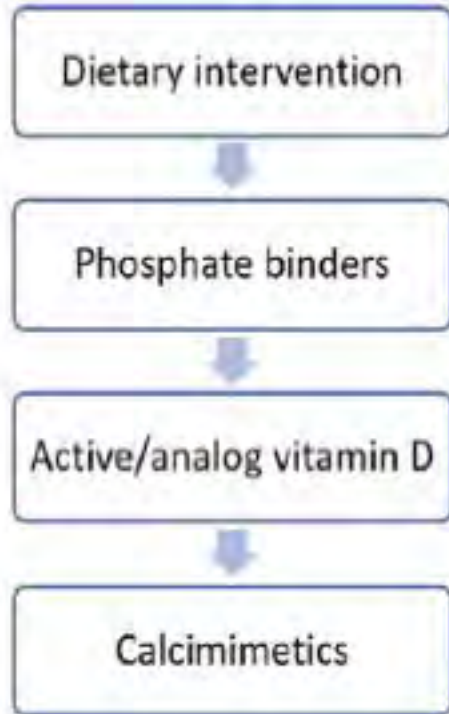 Dietary intervention
Phosphate binders
Active/analog vitamin D
Calcimimetics